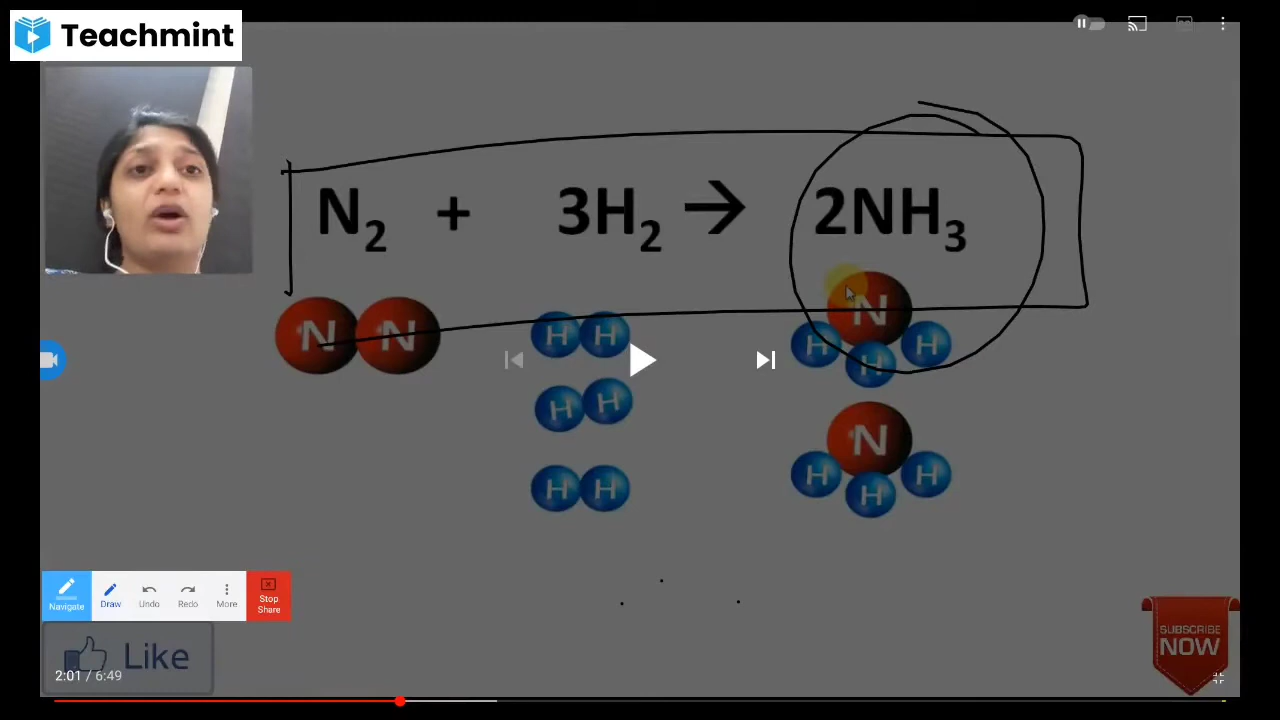 Teachmint
N₂ + 3H₂ → 2NH₃
N N H H N
H H H
H H
N
H H H H H
Navigate Draw Undo Redo More Stop Share
SUBSCRIBE NOW
Like
2:01 / 6:49